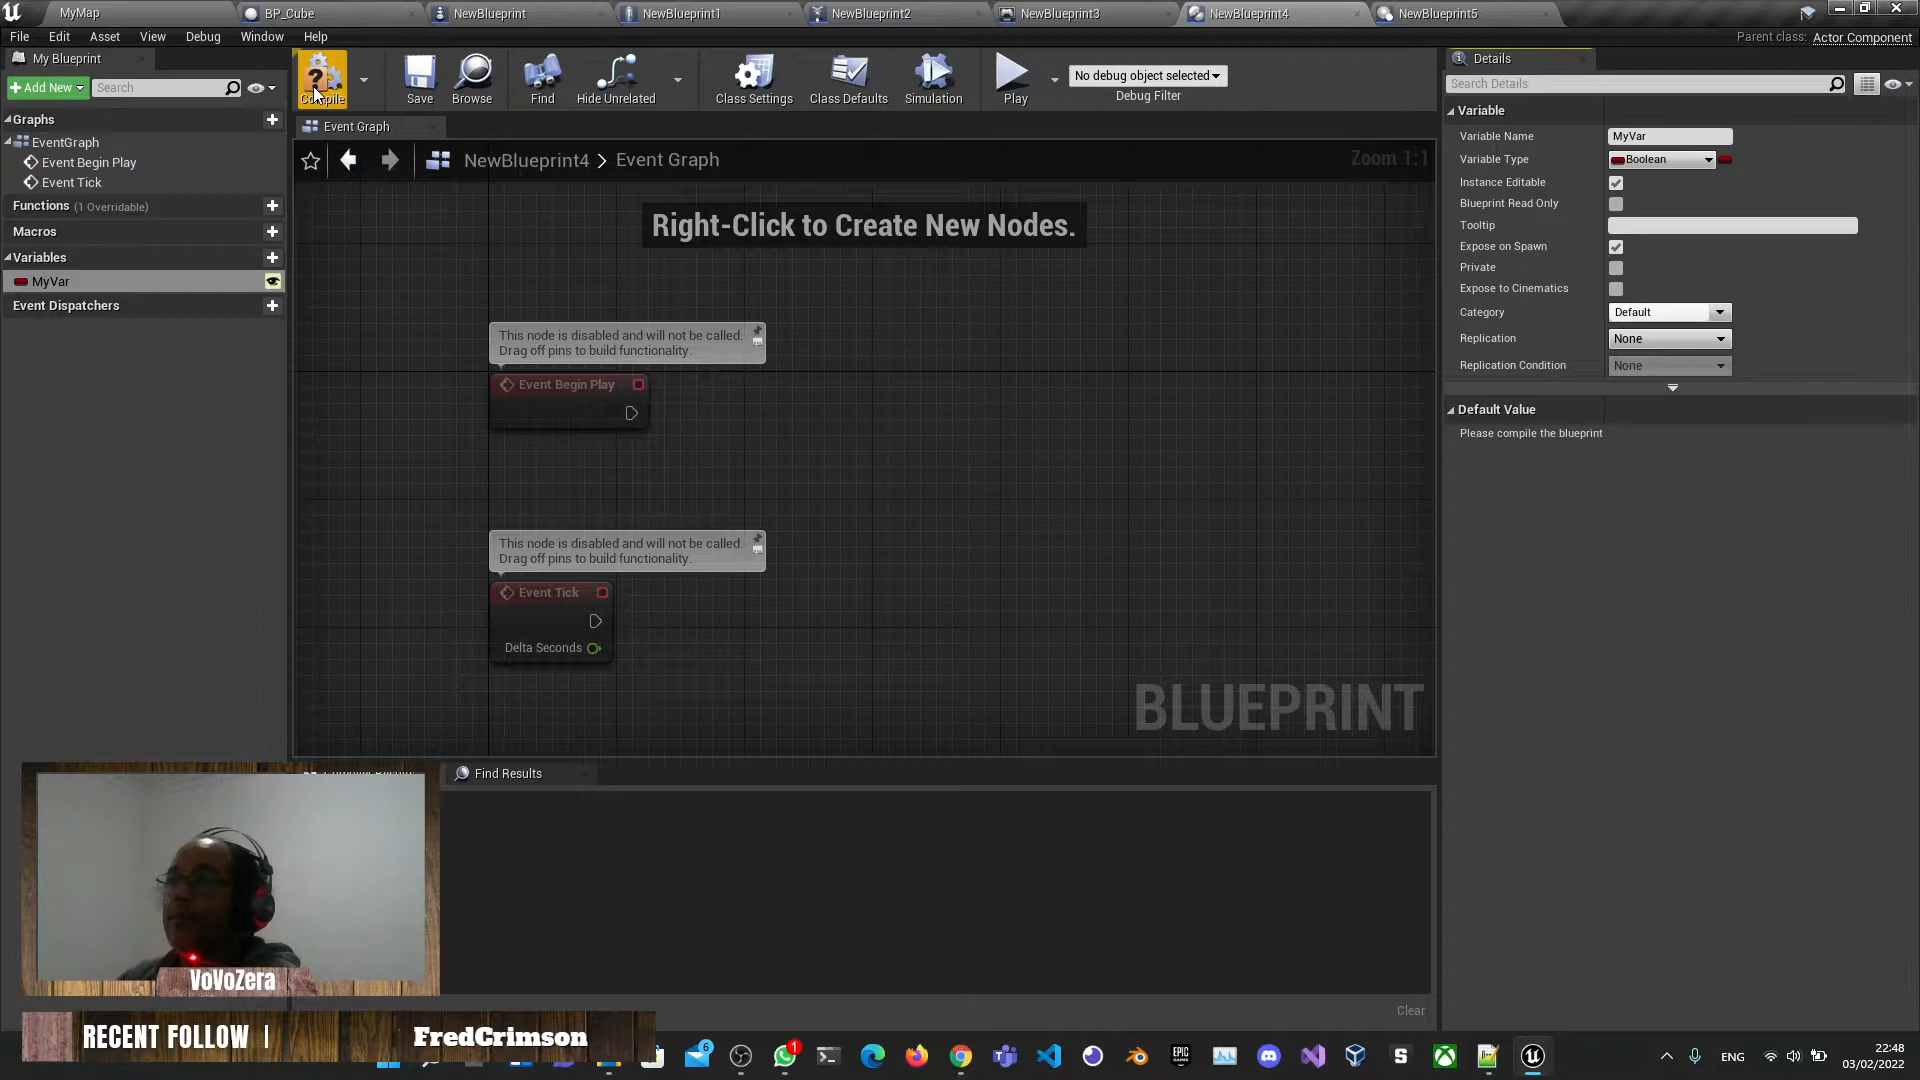 MyMap
BP_Cube
NewBlueprint
NewBlueprint1
NewBlueprint2
NewBlueprint3
NewBlueprint4
NewBlueprint5
File Edit Asset View Debug Window Help
Parent class: Actor Component
My Blueprint
Add New
Search
Graphs
EventGraph
Event Begin Play
Event Tick
Functions (1 Overridable)
Macros
Variables
MyVar
Event Dispatchers
Compile
Save
Browse
Find
Hide Unrelated
Class Settings
Class Defaults
Simulation
Play
No debug object selected
Debug Filter
Event Graph
NewBlueprint4 > Event Graph
Zoom 1:1
Right-Click to Create New Nodes.
This node is disabled and will not be called.
Drag off pins to build functionality.
Event Begin Play
This node is disabled and will not be called.
Drag off pins to build functionality.
Event Tick
Delta Seconds
BLUEPRINT
Find Results
Clear
Details
Search Details
Variable
Variable Name MyVar
Variable Type Boolean
Instance Editable
Blueprint Read Only
Tooltip
Expose on Spawn
Private
Expose to Cinematics
Category Default
Replication None
Replication Condition None
Default Value
Please compile the blueprint
VoVoZera
RECENT FOLLOW | FredCrimson
6
1
EPIC
GAMES
S
ENG
22:48
03/02/2022